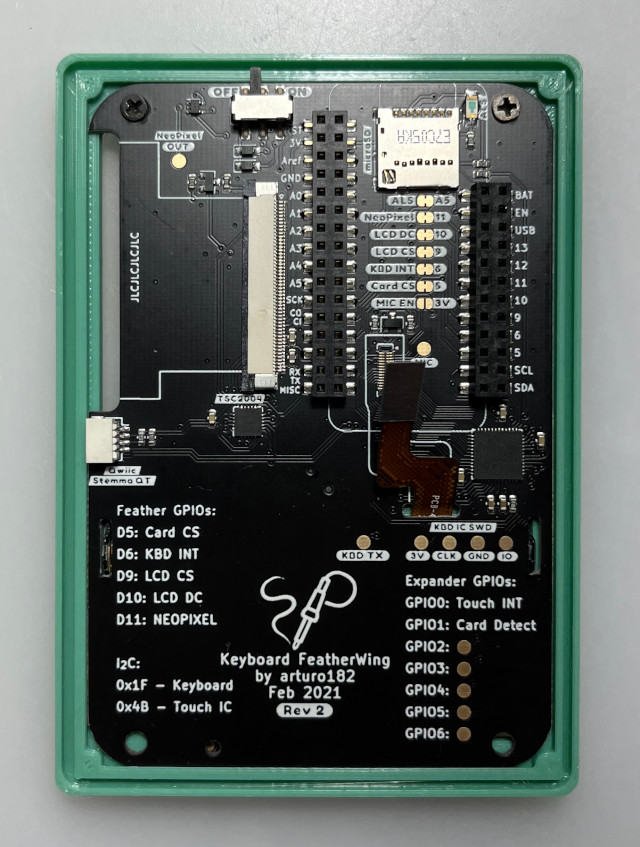 OFF ON
NeoPixel
OUT
JLCJLCJLCJLC
TSC2004
Qwiic
Stemma QT
3V
Aref
GND
A0
A1
A2
A3
A4
A5
SCK
RX
TX
MISC
microSD
ALS A5
NeoPixel 11
LCD DC 10
LCD CS 9
KBD INT 6
Card CS 5
MIC EN 3V
MIC
BAT
EN
USB
13
12
11
10
9
6
5
SCL
SDA
KBD IC SWD
3V CLK GND IO
KBD TX
Feather GPIOs:
D5: Card CS
D6: KBD INT
D9: LCD CS
D10: LCD DC
D11: NEOPIXEL
I2C:
0x1F - Keyboard
0x4B - Touch IC
Keyboard FeatherWing
by arturo182
Feb 2021
Rev 2
Expander GPIOs:
GPIO0: Touch INT
GPIO1: Card Detect
GPIO2:
GPIO3:
GPIO4:
GPIO5:
GPIO6: